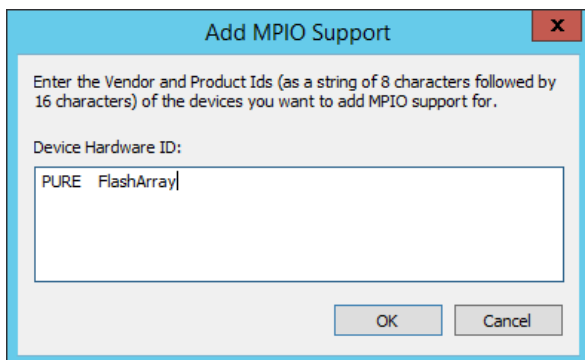 Add MPIO Support
x
Enter the Vendor and Product Ids (as a string of 8 characters followed by
16 characters) of the devices you want to add MPIO support for.
Device Hardware ID:
PURE    FlashArray
OK
Cancel